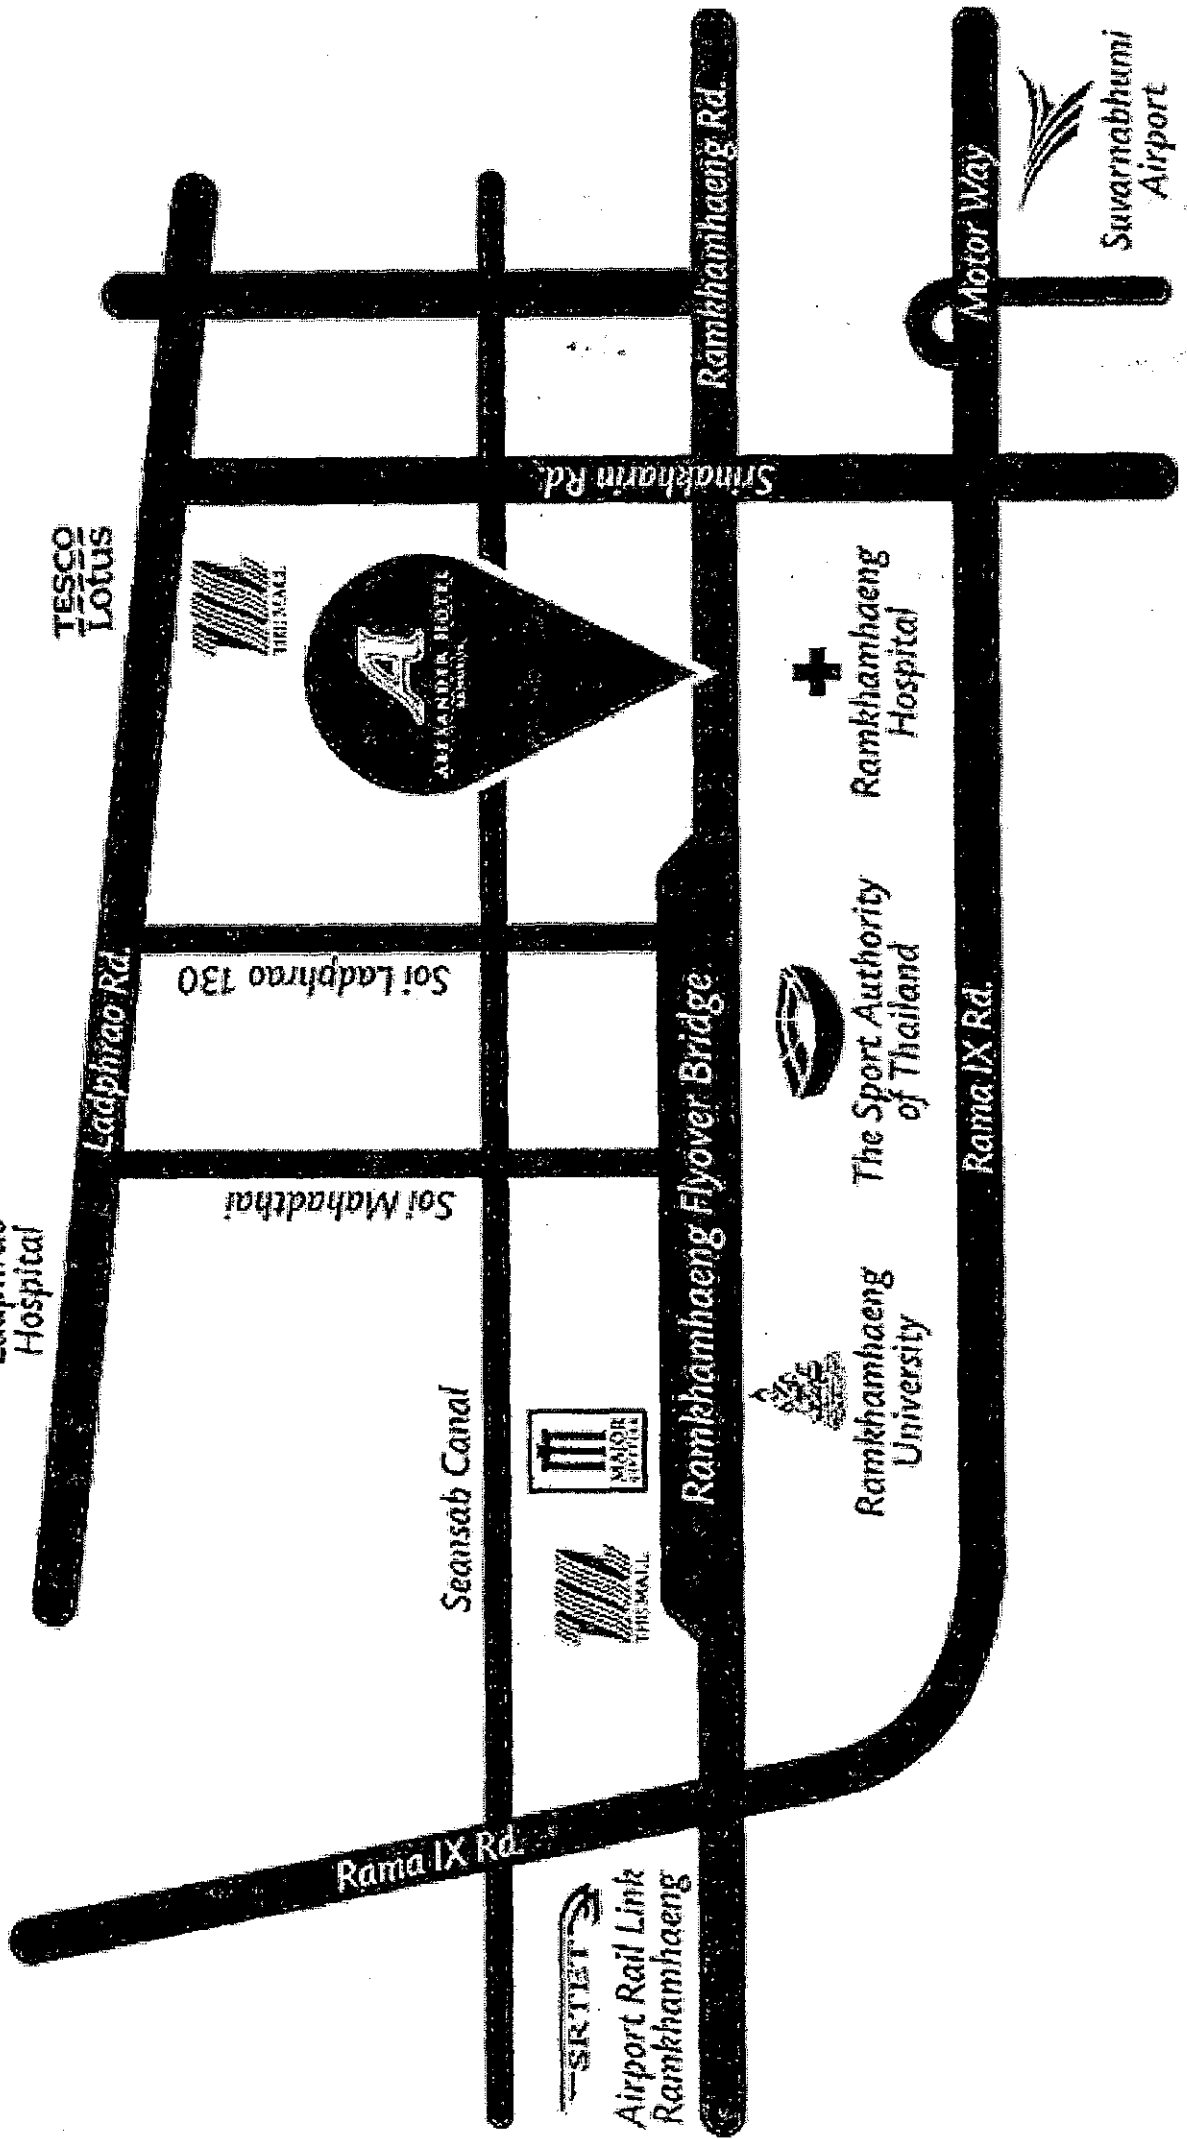 Hospital
TESCO
Lotus
Ladphrao Rd.
THE MALL
ALEXANDER HOTEL
Soi Mahadthai
Soi Ladphrao 130
Srinakharin Rd.
Rama IX Rd.
Seansab Canal
SRTET
Airport Rail Link
Ramkhamhaeng
THE MALL
MAJOR
Ramkhamhaeng Flyover Bridge
Ramkhamhaeng Rd.
Ramkhamhaeng
University
The Sport Authority
of Thailand
Ramkhamhaeng
Hospital
Rama IX Rd.
Motor Way
Suvarnabhumi
Airport